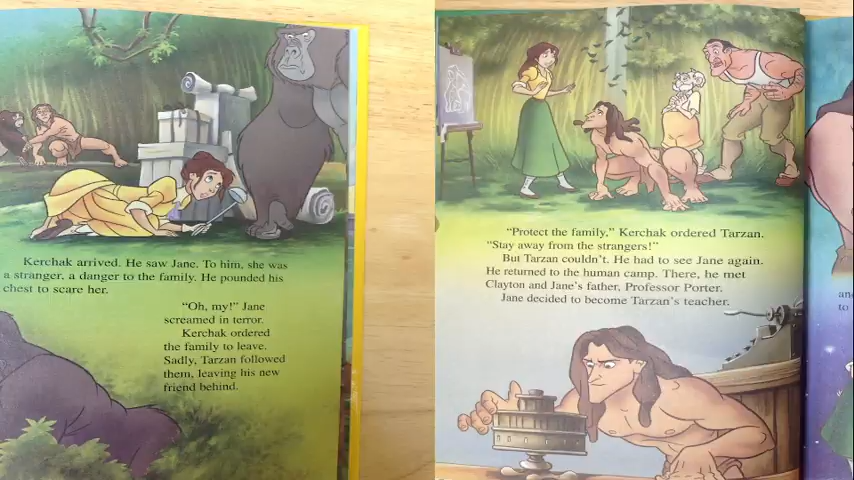 Kerchak arrived. He saw Jane. To him, she was
a stranger, a danger to the family. He pounded his
chest to scare her.
"Oh, my!" Jane
screamed in terror.
Kerchak ordered
the family to leave.
Sadly, Tarzan followed
them, leaving his new
friend behind.
"Protect the family," Kerchak ordered Tarzan.
"Stay away from the strangers!"
But Tarzan couldn't. He had to see Jane again.
He returned to the human camp. There, he met
Clayton and Jane's father, Professor Porter.
Jane decided to become Tarzan's teacher.
to